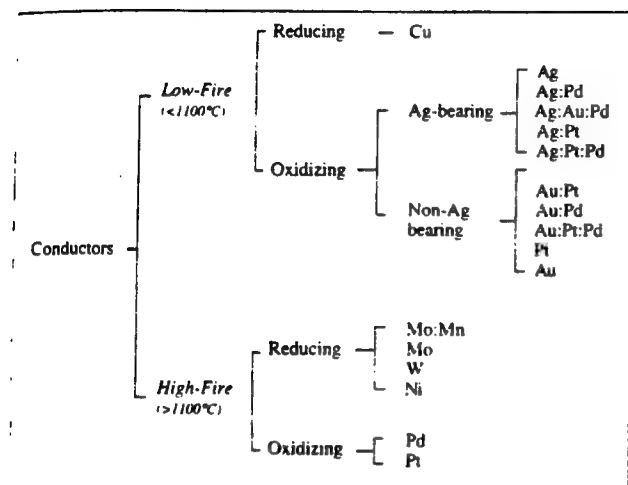 Reducing — Cu
Low-Fire
(<1100°C)
Ag
Ag:Pd
Ag-bearing
Ag:Au:Pd
Ag:Pt
Oxidizing
Ag:Pt:Pd
Au:Pt
Non-Ag
Au:Pd
bearing
Au:Pt:Pd
Pt
Au
Conductors
Mo:Mn
Reducing
Mo
W
High-Fire
Ni
(>1100°C)
Pd
Oxidizing
Pt